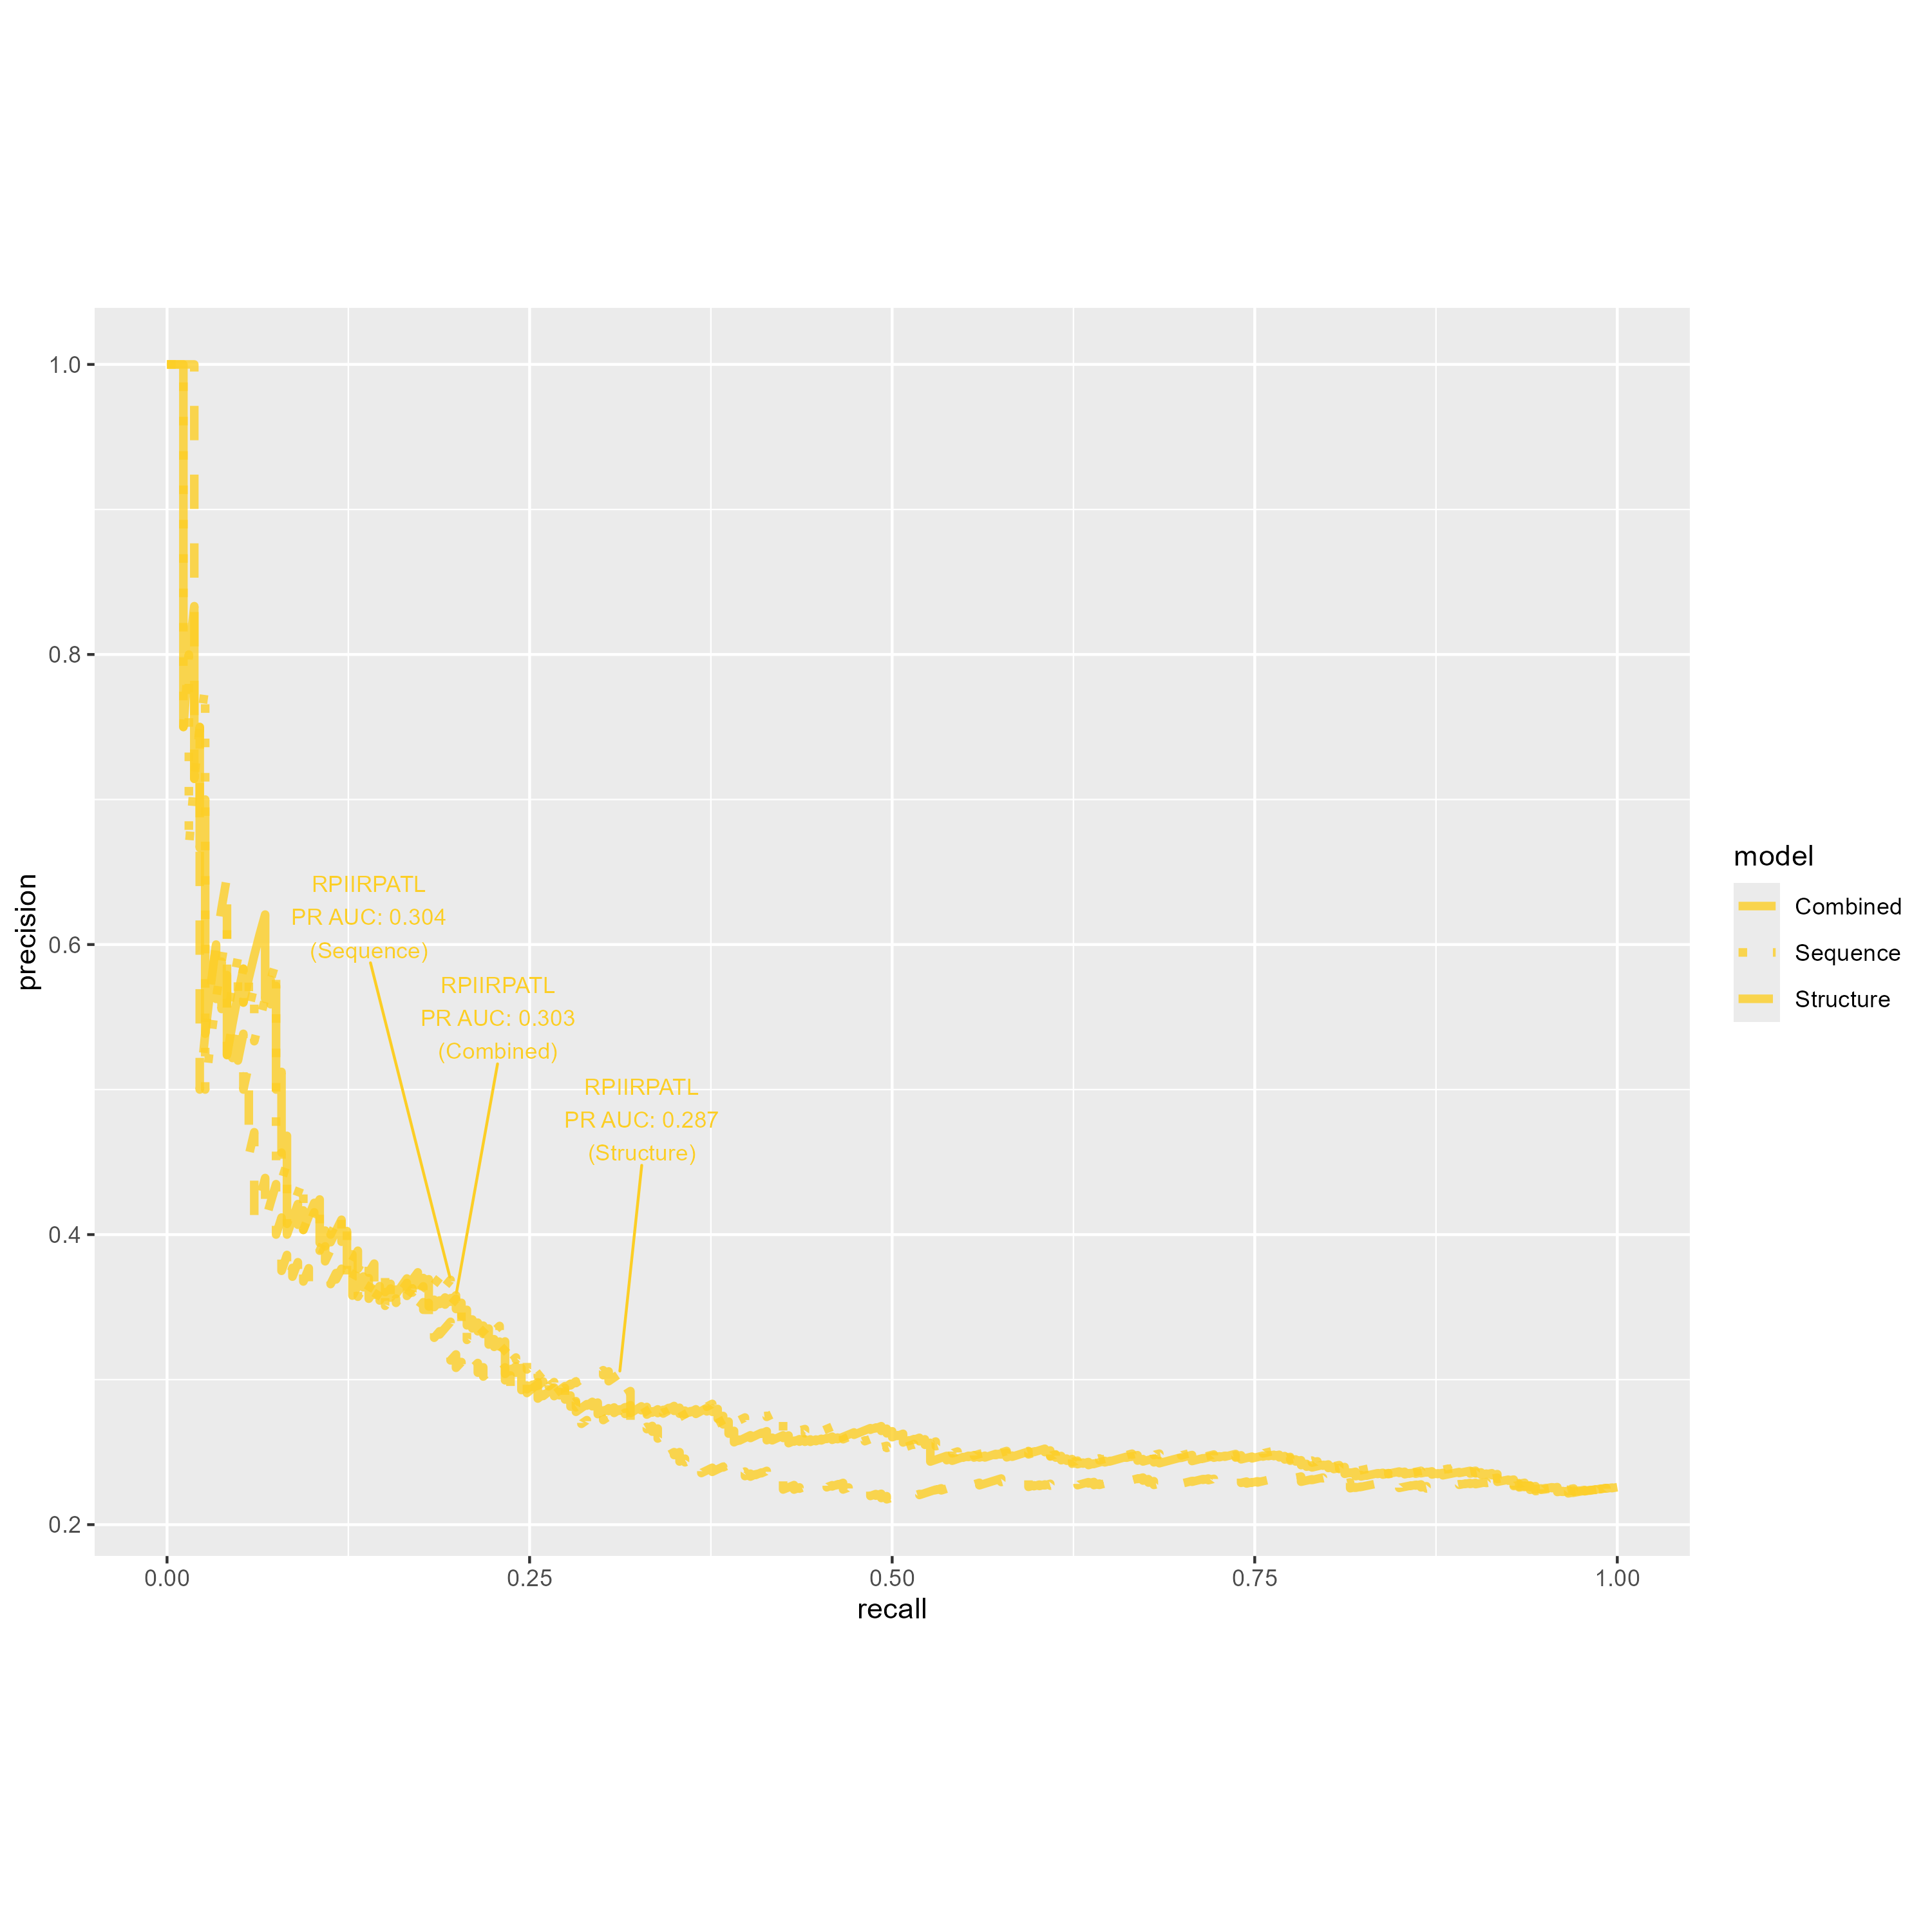 1.0
0.8
0.6
0.4
0.2
precision
RPIIRPATL
PR AUC: 0.304
(Sequence)
RPIIRPATL
PR AUC: 0.303
(Combined)
RPIIRPATL
PR AUC: 0.287
(Structure)
0.00
0.25
0.50
0.75
1.00
recall
model
Combined
Sequence
Structure